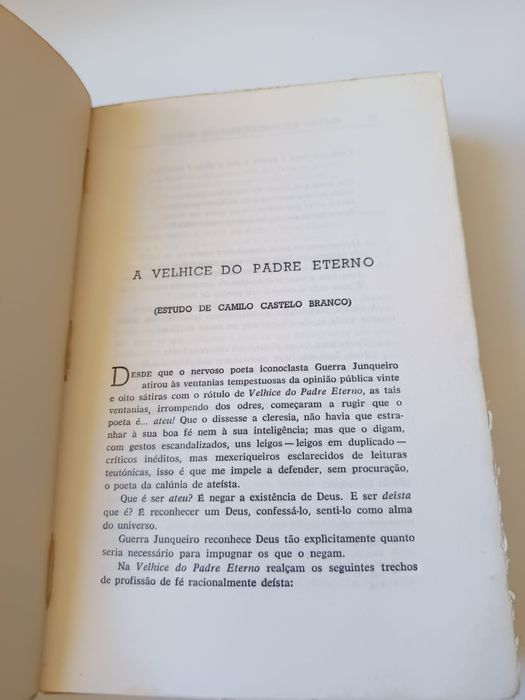 A VELHICE DO PADRE ETERNO
(ESTUDO DE CAMILO CASTELO BRANCO)
DESDE que o nervoso poeta iconoclasta Guerra Junqueiro
atirou às ventanias tempestuosas da opinião pública vinte
e oito sátiras com o rótulo de Velhice do Padre Eterno, as tais
ventanias, irrompendo dos odres, começaram a rugir que o
poeta é... ateu! Que o dissesse a cleresia, não havia que estra-
nhar à sua boa fé nem à sua inteligência; mas que o digam,
com gestos escandalizados, uns leigos — leigos em duplicado —
críticos inéditos, mas mexeriqueiros esclarecidos de leituras
teutónicas, isso é que me impele a defender, sem procuração,
o poeta da calúnia de ateísta.
Que é ser ateu? É negar a existência de Deus. E ser deista
que é? É reconhecer um Deus, confessá-lo, senti-lo como alma
do universo.
Guerra Junqueiro reconhece Deus tão explicitamente quanto
seria necessário para impugnar os que o negam.
Na Velhice do Padre Eterno realçam os seguintes trechos
de profissão de fé racionalmente deísta: